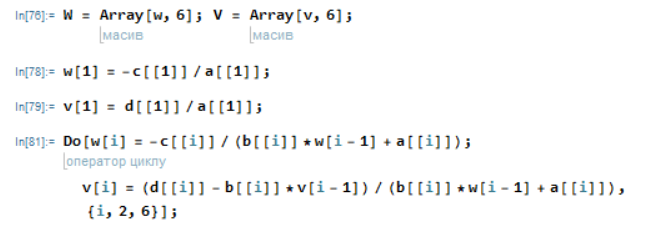 In[76]:= W = Array[w, 6]; V = Array[v, 6];
масив масив
In[78]:= w[1] = -c[[1]] / a[[1]];
In[79]:= v[1] = d[[1]] / a[[1]];
In[81]:= Do[w[i] = -c[[i]] / (b[[i]] * w[i - 1] + a[[i]]);
оператор циклу
v[i] = (d[[i]] - b[[i]] * v[i - 1]) / (b[[i]] * w[i - 1] + a[[i]]),
{i, 2, 6}];